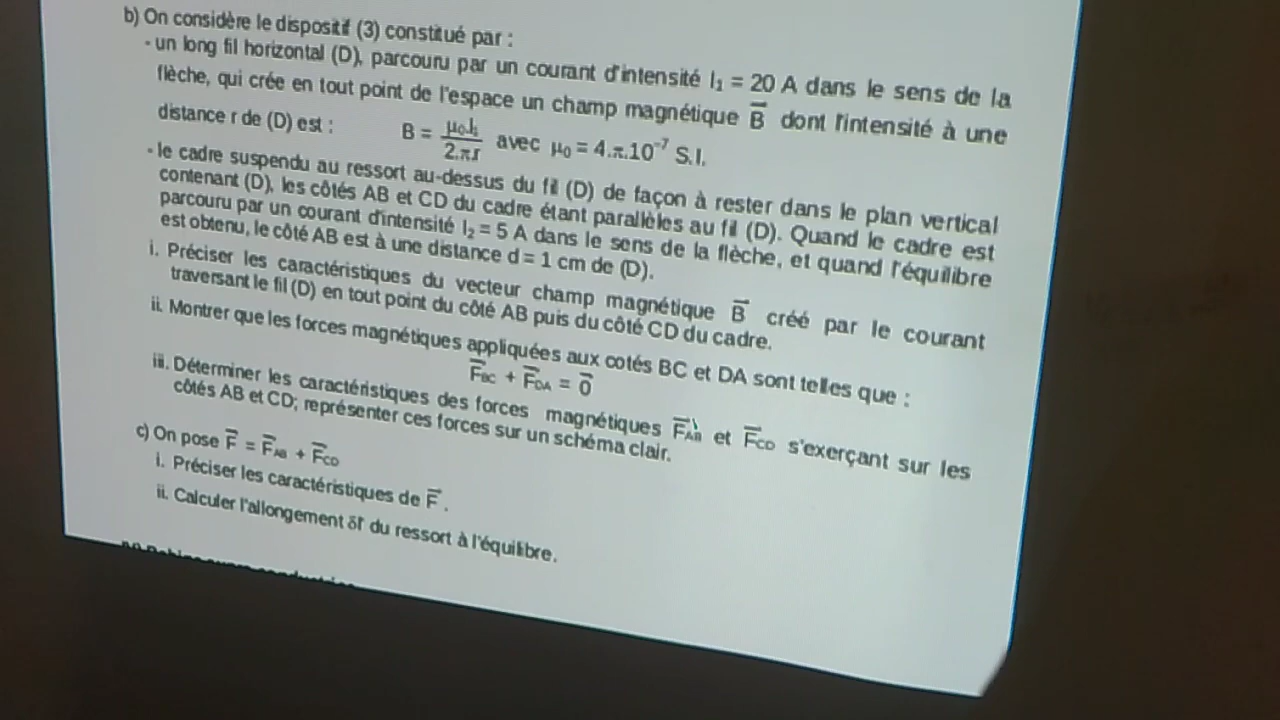 b) On considère le dispositif (3) constitué par :
- un long fil horizontal (D), parcouru par un courant d'intensité I₁ = 20 A dans le sens de la
flèche, qui crée en tout point de l'espace un champ magnétique B⃗ dont l'intensité à une
distance r de (D) est : B = μ₀.I₁ / 2.π.r avec μ₀ = 4.π.10⁻⁷ S.I.
- le cadre suspendu au ressort au-dessus du fil (D) de façon à rester dans le plan vertical
contenant (D), les côtés AB et CD du cadre étant parallèles au fil (D). Quand le cadre est
parcouru par un courant d'intensité I₂ = 5 A dans le sens de la flèche, et quand l'équilibre
est obtenu, le côté AB est à une distance d = 1 cm de (D).
i. Préciser les caractéristiques du vecteur champ magnétique B⃗ créé par le courant
traversant le fil (D) en tout point du côté AB puis du côté CD du cadre.
ii. Montrer que les forces magnétiques appliquées aux cotés BC et DA sont telles que :
F⃗BC + F⃗DA = 0⃗
iii. Déterminer les caractéristiques des forces magnétiques F⃗AB et F⃗CD s'exerçant sur les
côtés AB et CD; représenter ces forces sur un schéma clair.
c) On pose F⃗ = F⃗AB + F⃗CD
i. Préciser les caractéristiques de F⃗.
ii. Calculer l'allongement δl' du ressort à l'équilibre.